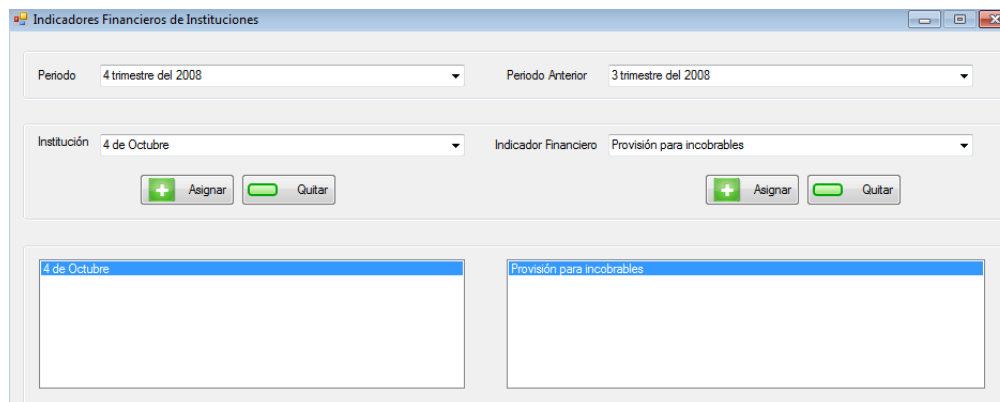 Indicadores Financieros de Instituciones
Periodo 4 trimestre del 2008 Periodo Anterior 3 trimestre del 2008
Institución 4 de Octubre Indicador Financiero Provisión para incobrables
Asignar Quitar Asignar Quitar
4 de Octubre Provisión para incobrables